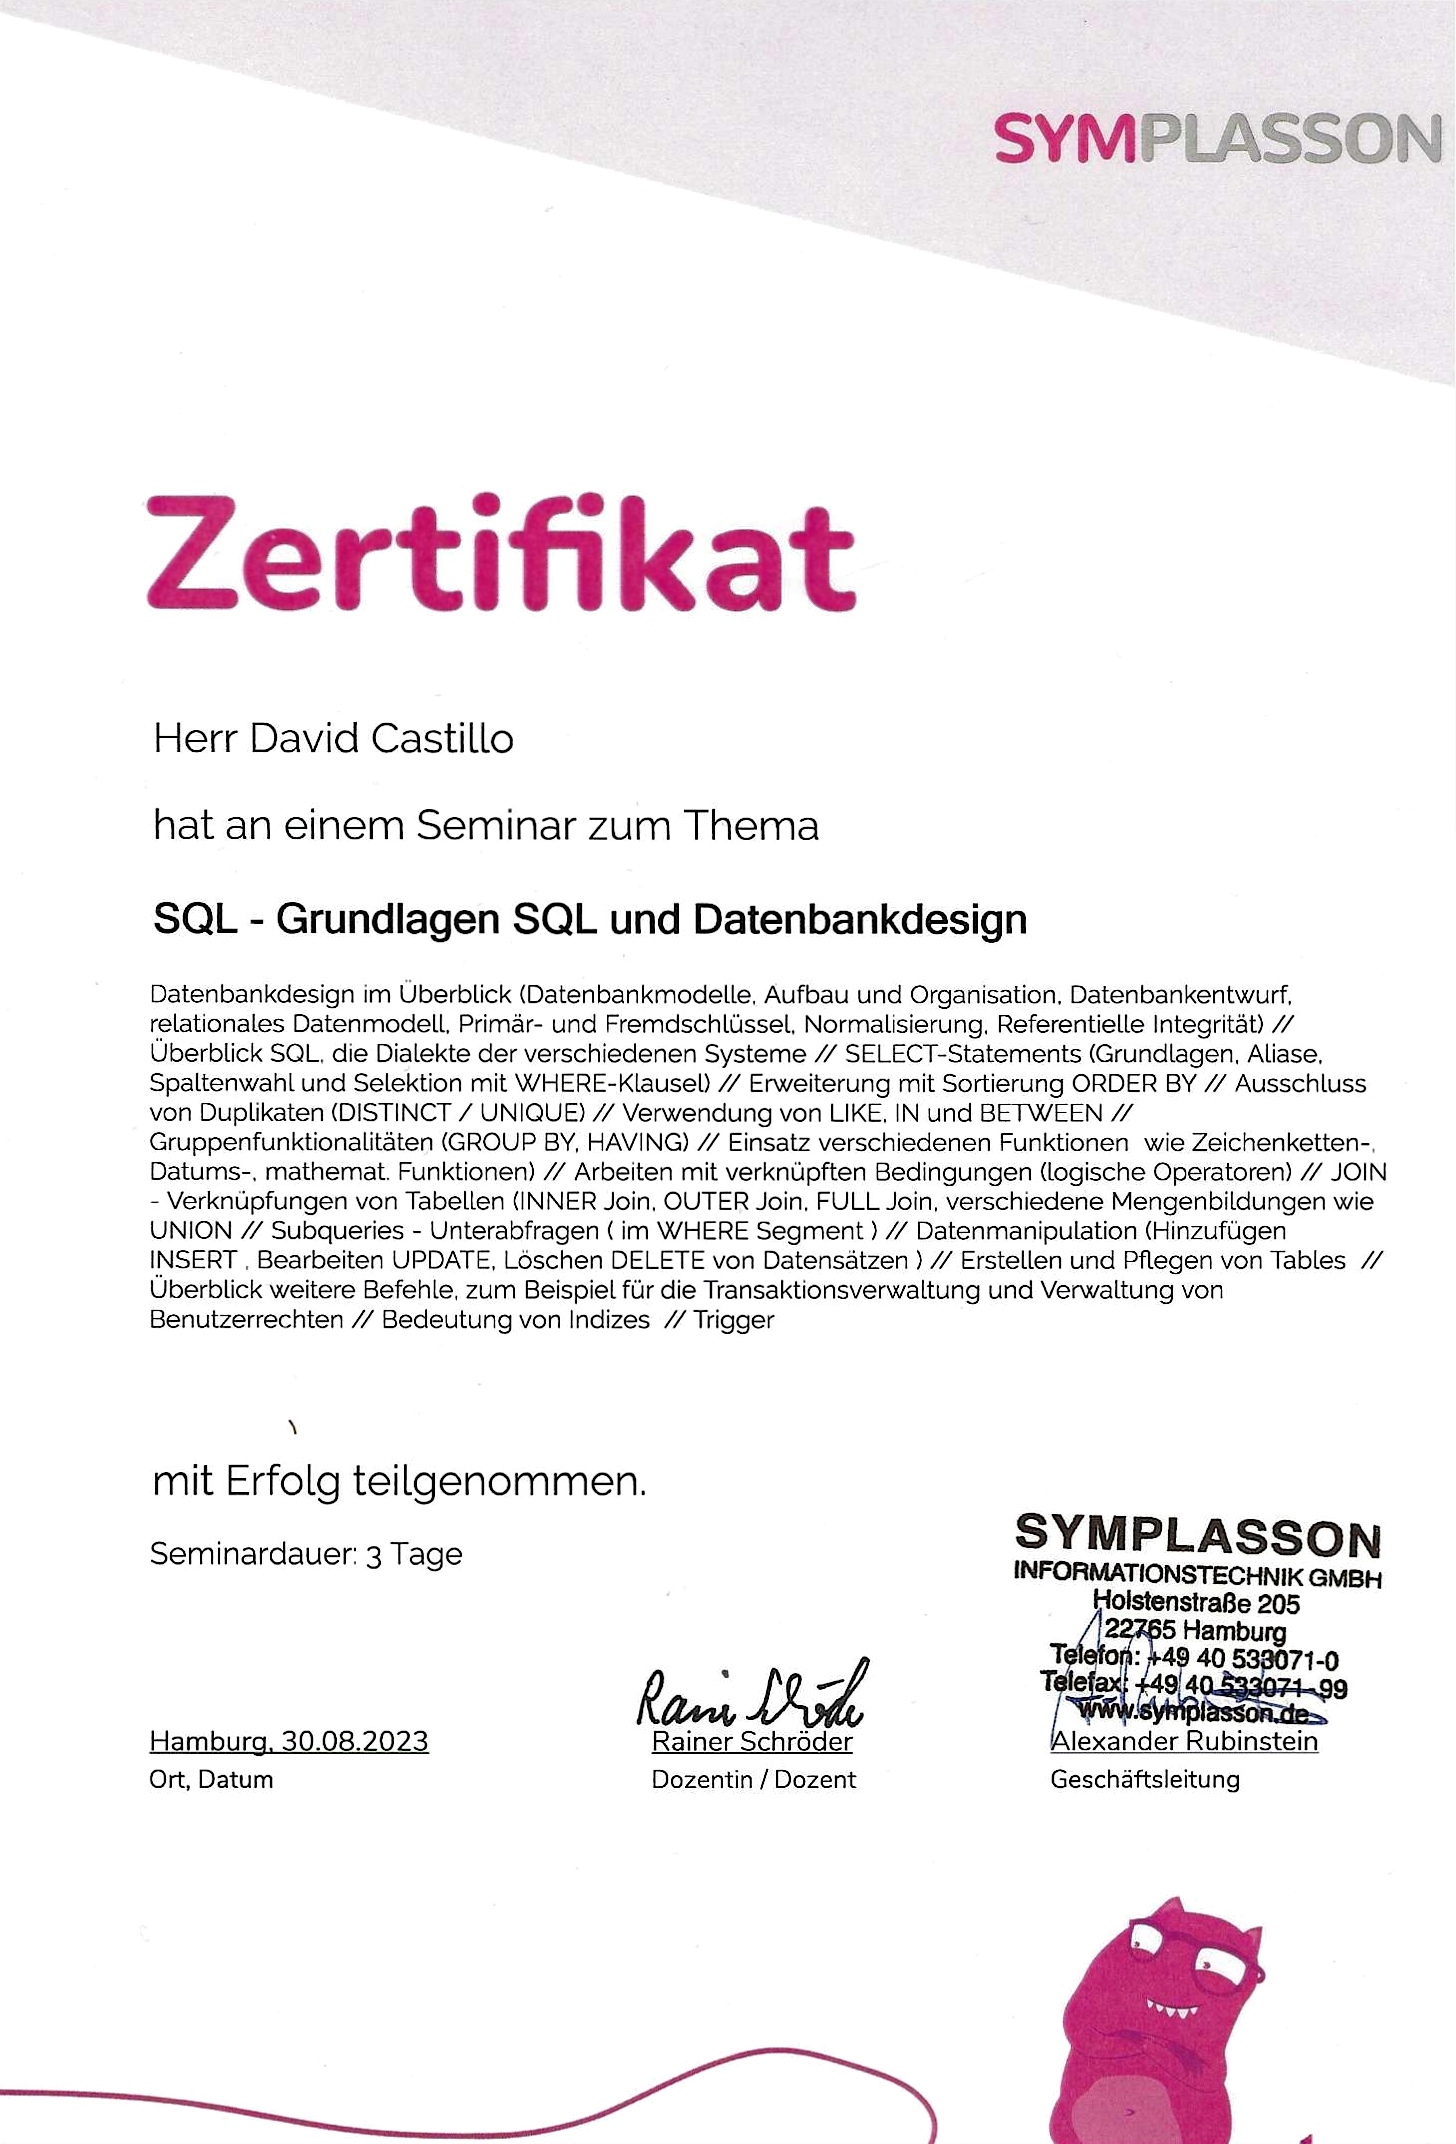 SYMPLASSON
Zertifikat
Herr David Castillo
hat an einem Seminar zum Thema
SQL - Grundlagen SQL und Datenbankdesign
Datenbankdesign im Überblick (Datenbankmodelle, Aufbau und Organisation, Datenbankentwurf,
relationales Datenmodell, Primär- und Fremdschlüssel, Normalisierung, Referentielle Integrität) //
Überblick SQL, die Dialekte der verschiedenen Systeme // SELECT-Statements (Grundlagen, Aliase,
Spaltenwahl und Selektion mit WHERE-Klausel) // Erweiterung mit Sortierung ORDER BY // Ausschluss
von Duplikaten (DISTINCT / UNIQUE) // Verwendung von LIKE, IN und BETWEEN //
Gruppenfunktionalitäten (GROUP BY, HAVING) // Einsatz verschiedenen Funktionen wie Zeichenketten-,
Datums-, mathemat. Funktionen) // Arbeiten mit verknüpften Bedingungen (logische Operatoren) // JOIN
- Verknüpfungen von Tabellen (INNER Join, OUTER Join, FULL Join, verschiedene Mengenbildungen wie
UNION // Subqueries - Unterabfragen ( im WHERE Segment ) // Datenmanipulation (Hinzufügen
INSERT , Bearbeiten UPDATE, Löschen DELETE von Datensätzen ) // Erstellen und Pflegen von Tables //
Überblick weitere Befehle, zum Beispiel für die Transaktionsverwaltung und Verwaltung von
Benutzerrechten // Bedeutung von Indizes // Trigger
mit Erfolg teilgenommen.
Seminardauer: 3 Tage
SYMPLASSON
INFORMATIONSTECHNIK GMBH
Holstenstraße 205
22765 Hamburg
Telefon: +49 40 533071-0
Telefax: +49 40 533071-99
www.symplasson.de
Rainer Schröder
Hamburg, 30.08.2023
Rainer Schröder
Alexander Rubinstein
Ort, Datum
Dozentin / Dozent
Geschäftsleitung